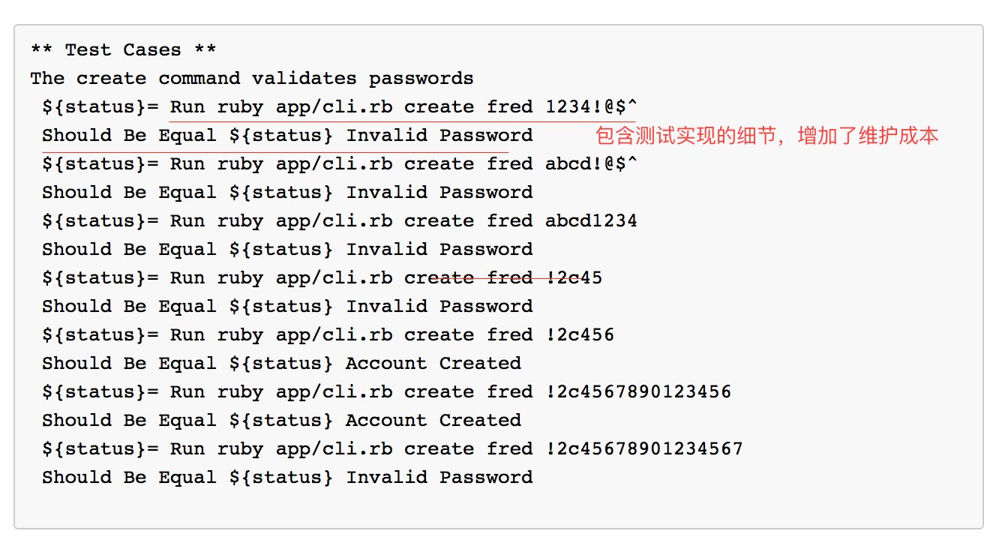 ** Test Cases **
The create command validates passwords
${status}= Run ruby app/cli.rb create fred 1234!@$^
Should Be Equal ${status} Invalid Password
包含测试实现的细节，增加了维护成本
${status}= Run ruby app/cli.rb create fred abcd!@$^
Should Be Equal ${status} Invalid Password
${status}= Run ruby app/cli.rb create fred abcd1234
Should Be Equal ${status} Invalid Password
${status}= Run ruby app/cli.rb create fred !2c45
Should Be Equal ${status} Invalid Password
${status}= Run ruby app/cli.rb create fred !2c456
Should Be Equal ${status} Account Created
${status}= Run ruby app/cli.rb create fred !2c4567890123456
Should Be Equal ${status} Account Created
${status}= Run ruby app/cli.rb create fred !2c45678901234567
Should Be Equal ${status} Invalid Password